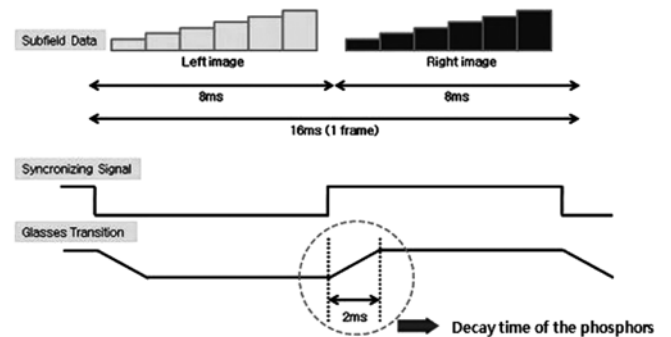 Subfield Data
Left image
Right image
8ms
8ms
16ms (1 frame)
Syncronizing Signal
Glasses Transition
2ms
Decay time of the phosphors